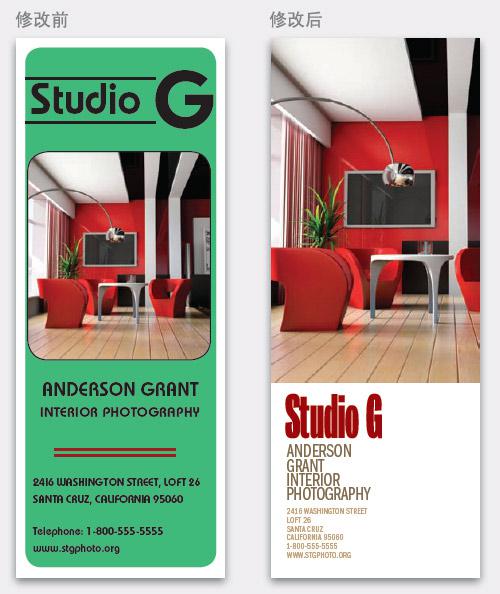 修改前
修改后
Studio G
ANDERSON GRANT
INTERIOR PHOTOGRAPHY
2416 WASHINGTON STREET, LOFT 26
SANTA CRUZ, CALIFORNIA 95060
Telephone: 1-800-555-5555
www.stgphoto.org
Studio G
ANDERSON
GRANT
INTERIOR
PHOTOGRAPHY
2416 WASHINGTON STREET
LOFT 26
SANTA CRUZ
CALIFORNIA 95060
1-800-555-5555
WWW.STGPHOTO.ORG